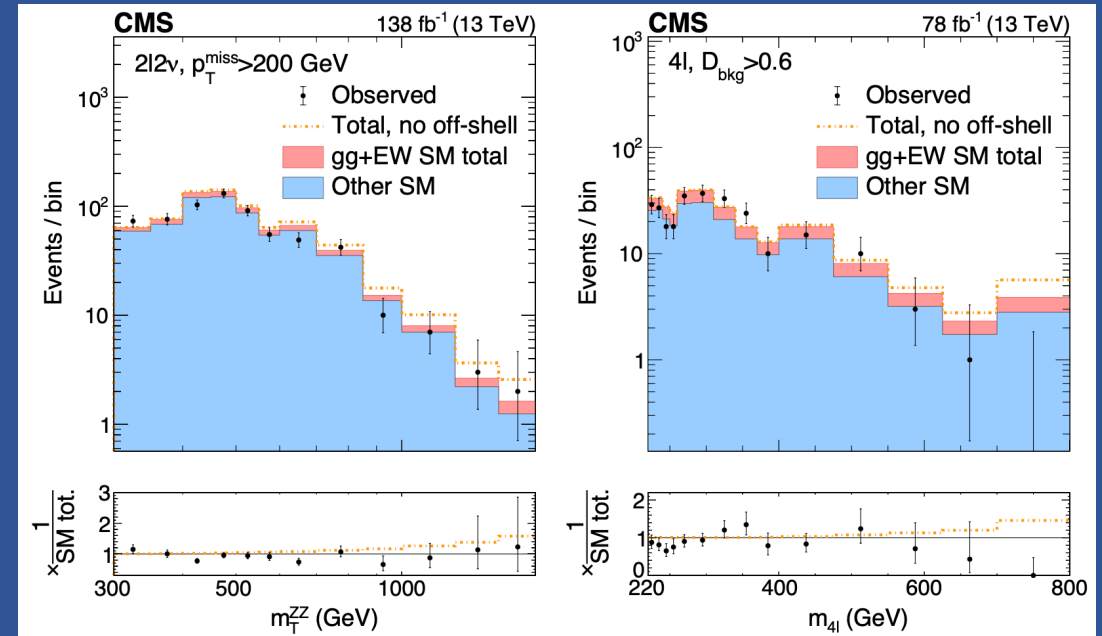 CMS 138 fb⁻¹ (13 TeV)
2l2ν, p_T^miss>200 GeV
Observed
Total, no off-shell
gg+EW SM total
Other SM
Events / bin
10³
10²
10
1
× 1/SM tot.
3
2
1
300 500 1000
m_T^ZZ (GeV)
CMS 78 fb⁻¹ (13 TeV)
4l, D_bkg>0.6
Observed
Total, no off-shell
gg+EW SM total
Other SM
Events / bin
10³
10²
10
1
× 1/SM tot.
2
1
0
220 400 600 800
m_4l (GeV)